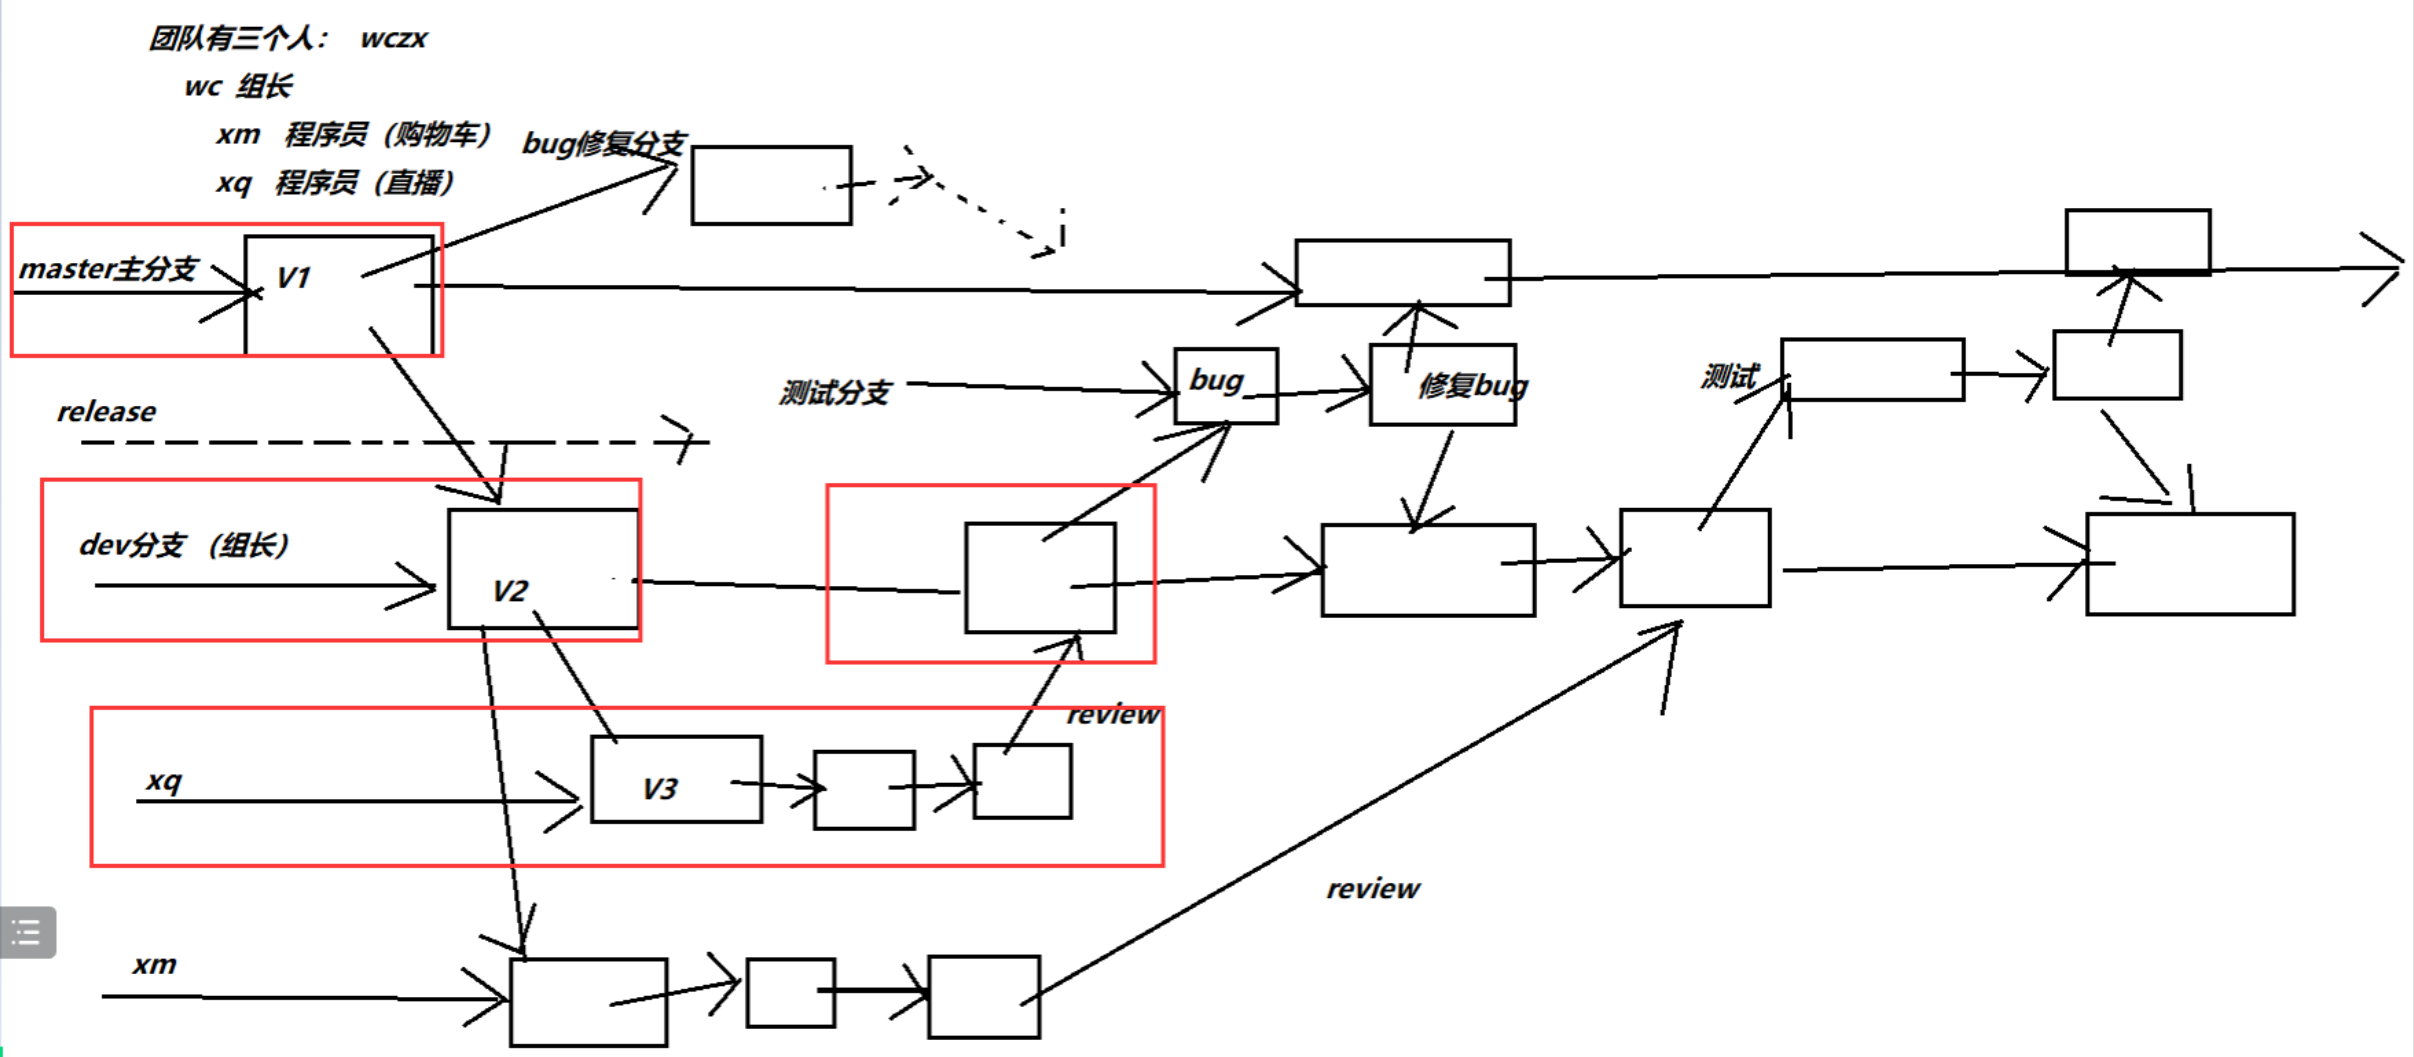 团队有三个人： wczx
wc 组长
xm 程序员（购物车）
bug修复分支
xq 程序员（直播）
master主分支
V1
release
测试分支
bug
修复bug
测试
dev分支 （组长）
V2
review
xq
V3
review
xm